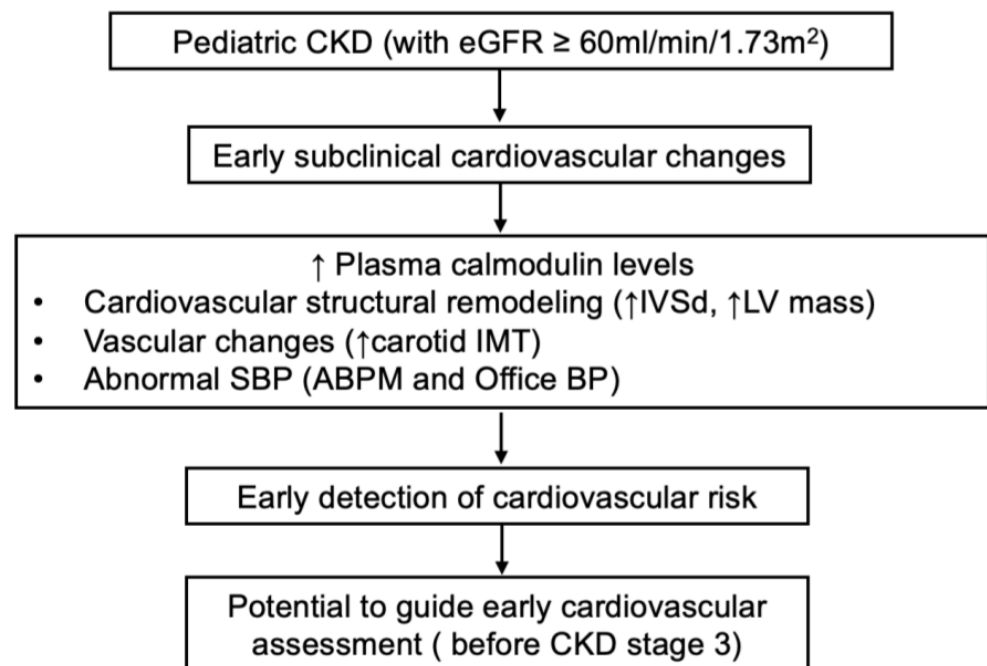 Pediatric CKD (with eGFR ≥ 60ml/min/1.73m²)
Early subclinical cardiovascular changes
↑ Plasma calmodulin levels
• Cardiovascular structural remodeling (↑IVSd, ↑LV mass)
• Vascular changes (↑carotid IMT)
• Abnormal SBP (ABPM and Office BP)
Early detection of cardiovascular risk
Potential to guide early cardiovascular
assessment ( before CKD stage 3)